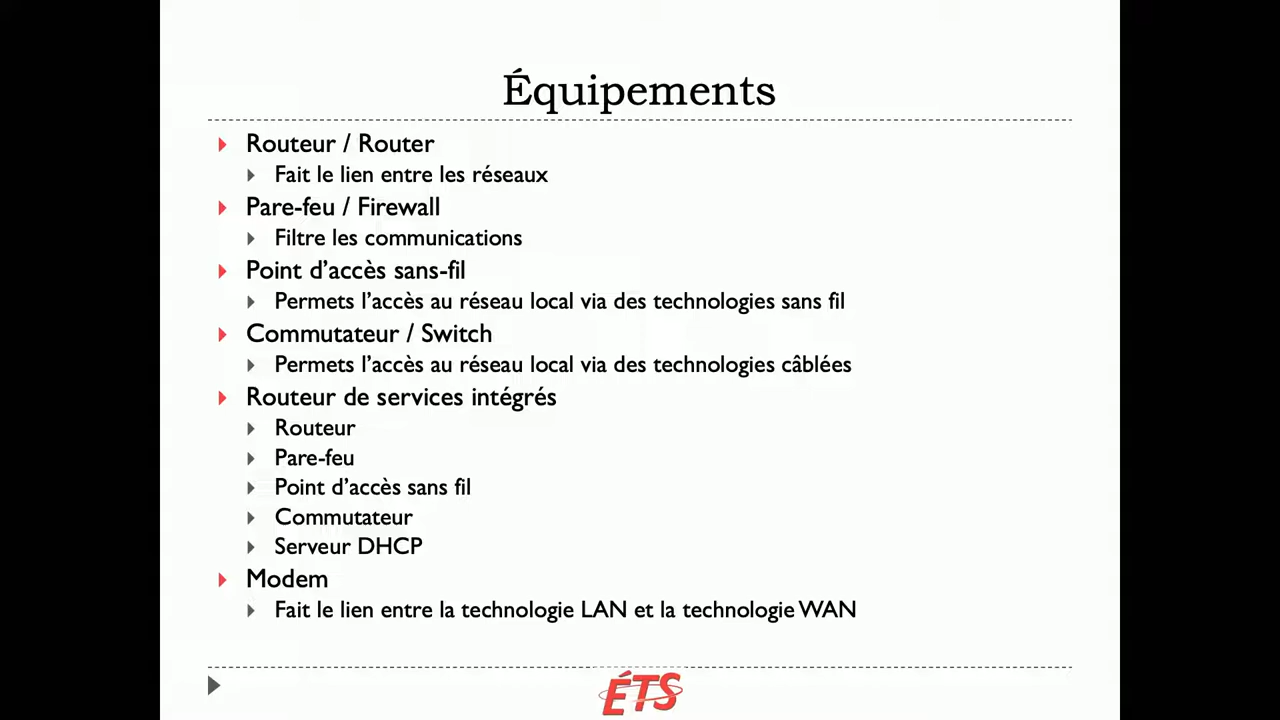 Équipements
Routeur / Router
Fait le lien entre les réseaux
Pare-feu / Firewall
Filtre les communications
Point d'accès sans-fil
Permets l'accès au réseau local via des technologies sans fil
Commutateur / Switch
Permets l'accès au réseau local via des technologies câblées
Routeur de services intégrés
Routeur
Pare-feu
Point d'accès sans fil
Commutateur
Serveur DHCP
Modem
Fait le lien entre la technologie LAN et la technologie WAN
ÉTS